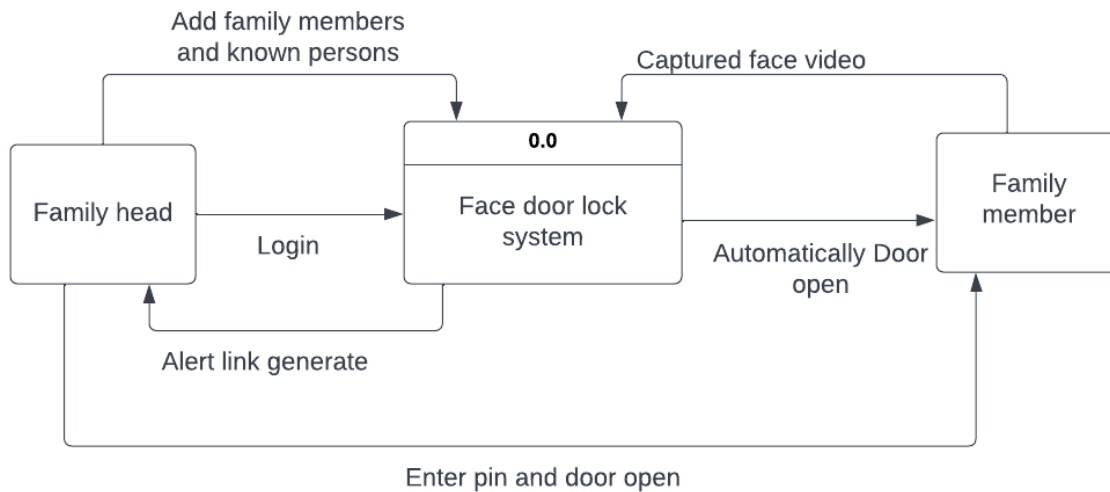 Add family members
and known persons
Captured face video
0.0
Family head
Face door lock
system
Family
member
Login
Automatically Door
open
Alert link generate
Enter pin and door open